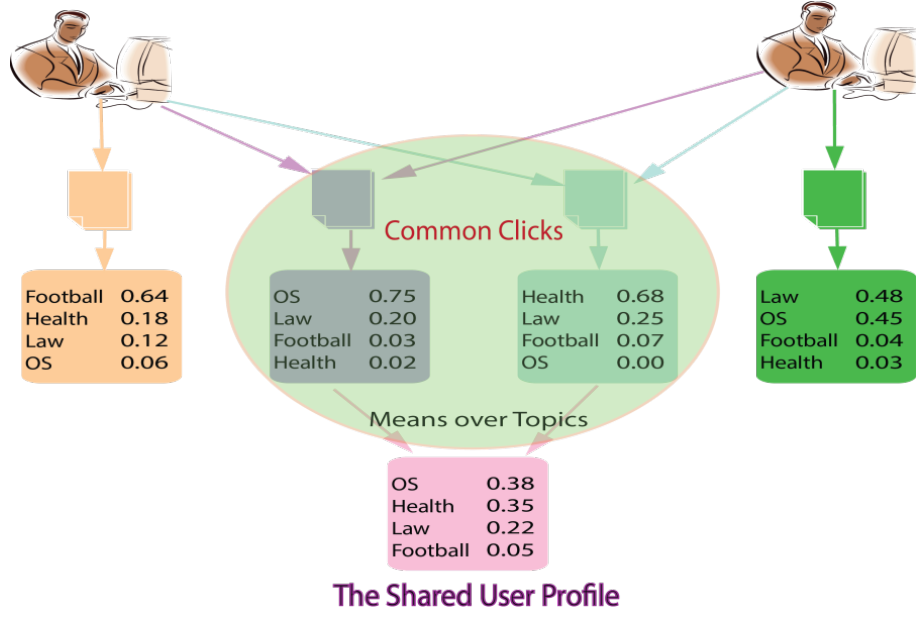 Common Clicks
Football 0.64
Health 0.18
Law 0.12
OS 0.06
OS 0.75
Law 0.20
Football 0.03
Health 0.02
Health 0.68
Law 0.25
Football 0.07
OS 0.00
Law 0.48
OS 0.45
Football 0.04
Health 0.03
Means over Topics
OS 0.38
Health 0.35
Law 0.22
Football 0.05
The Shared User Profile